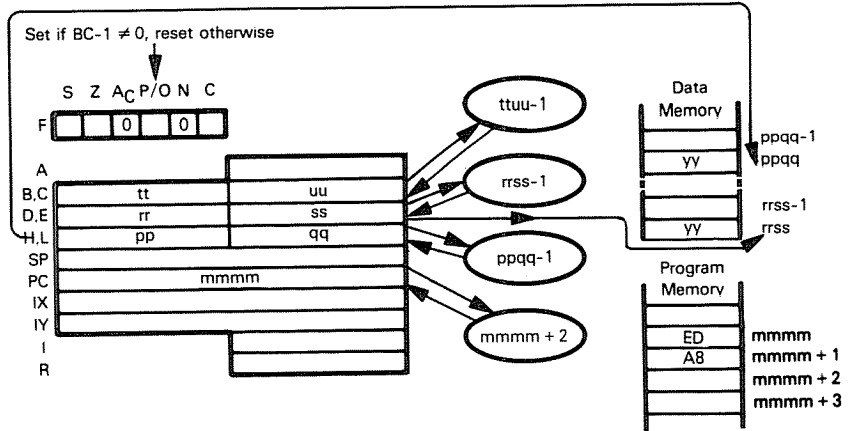 Set if BC-1 ≠ 0, reset otherwise
S Z AC P/O N C
F 0 0
A
B,C tt uu
D,E rr ss
H,L pp qq
SP
PC mmmm
IX
IY
I
R
ttuu-1
rrss-1
ppqq-1
mmmm + 2
Data
Memory
ppqq-1
yy ppqq
rrss-1
yy rrss
Program
Memory
ED mmmm
A8 mmmm + 1
mmmm + 2
mmmm + 3